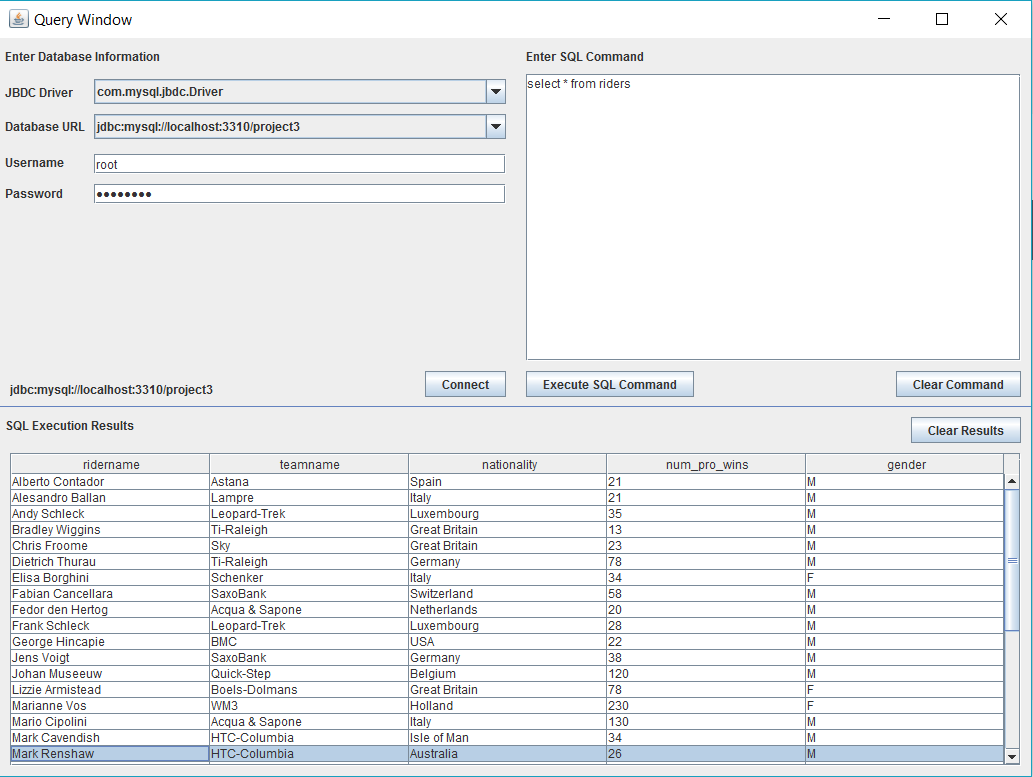 Query Window
Enter Database Information
JBDC Driver com.mysql.jbdc.Driver
Database URL jdbc:mysql://localhost:3310/project3
Username root
Password ••••••••
jdbc:mysql://localhost:3310/project3
Connect
Enter SQL Command
select * from riders
Execute SQL Command
Clear Command
SQL Execution Results
Clear Results
ridername teamname nationality num_pro_wins gender
Alberto Contador Astana Spain 21 M
Alesandro Ballan Lampre Italy 21 M
Andy Schleck Leopard-Trek Luxembourg 35 M
Bradley Wiggins Ti-Raleigh Great Britain 13 M
Chris Froome Sky Great Britain 23 M
Dietrich Thurau Ti-Raleigh Germany 78 M
Elisa Borghini Schenker Italy 34 F
Fabian Cancellara SaxoBank Switzerland 58 M
Fedor den Hertog Acqua & Sapone Netherlands 20 M
Frank Schleck Leopard-Trek Luxembourg 28 M
George Hincapie BMC USA 22 M
Jens Voigt SaxoBank Germany 38 M
Johan Museeuw Quick-Step Belgium 120 M
Lizzie Armistead Boels-Dolmans Great Britain 78 F
Marianne Vos WM3 Holland 230 F
Mario Cipolini Acqua & Sapone Italy 130 M
Mark Cavendish HTC-Columbia Isle of Man 34 M
Mark Renshaw HTC-Columbia Australia 26 M